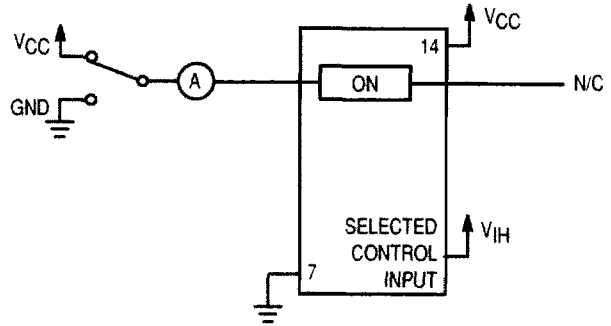 VCC
14
VCC
A
ON
N/C
GND
SELECTED
CONTROL
INPUT
VIH
7